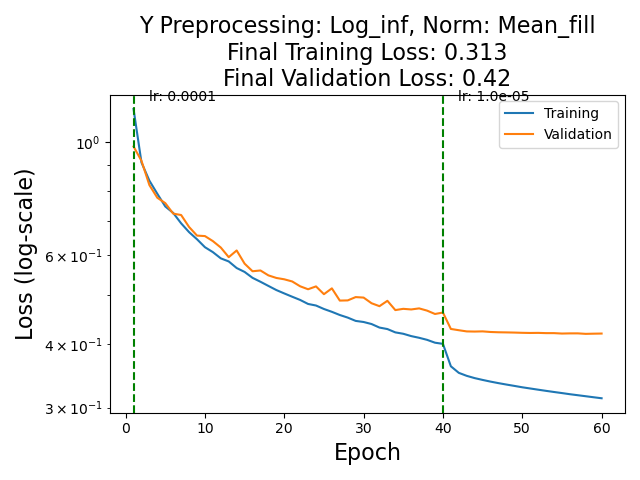 Y Preprocessing: Log_inf, Norm: Mean_fill
Final Training Loss: 0.313
Final Validation Loss: 0.42
lr: 0.0001
lr: 1.0e-05
Training
Validation
Loss (log-scale)
10⁰
6 × 10⁻¹
4 × 10⁻¹
3 × 10⁻¹
0 10 20 30 40 50 60
Epoch